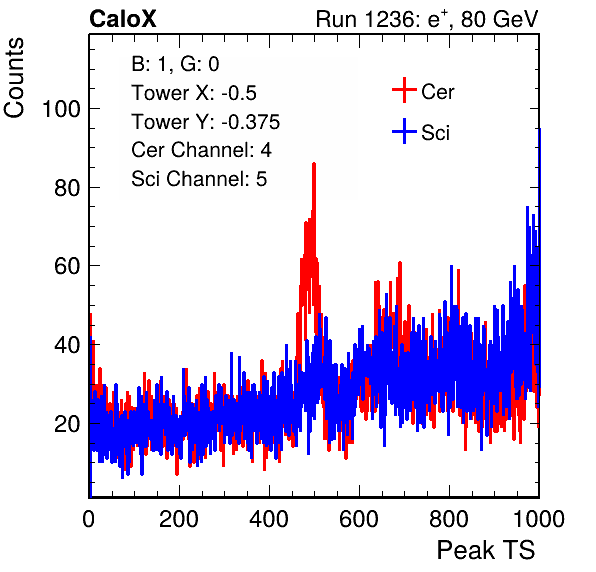 CaloX Run 1236: e+, 80 GeV
Counts
B: 1, G: 0
Tower X: -0.5
Tower Y: -0.375
Cer Channel: 4
Sci Channel: 5
Cer
Sci
100
80
60
40
20
0 200 400 600 800 1000
Peak TS